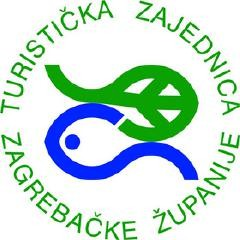 TURISTIČKA ZAJEDNICA
ZAGREBAČKE ŽUPANIJE